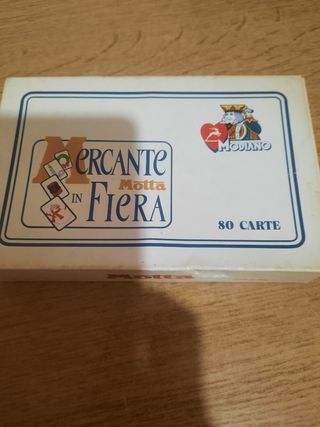 MERCANTE
Motta
IN FIERA
MODIANO
80 CARTE
Motta